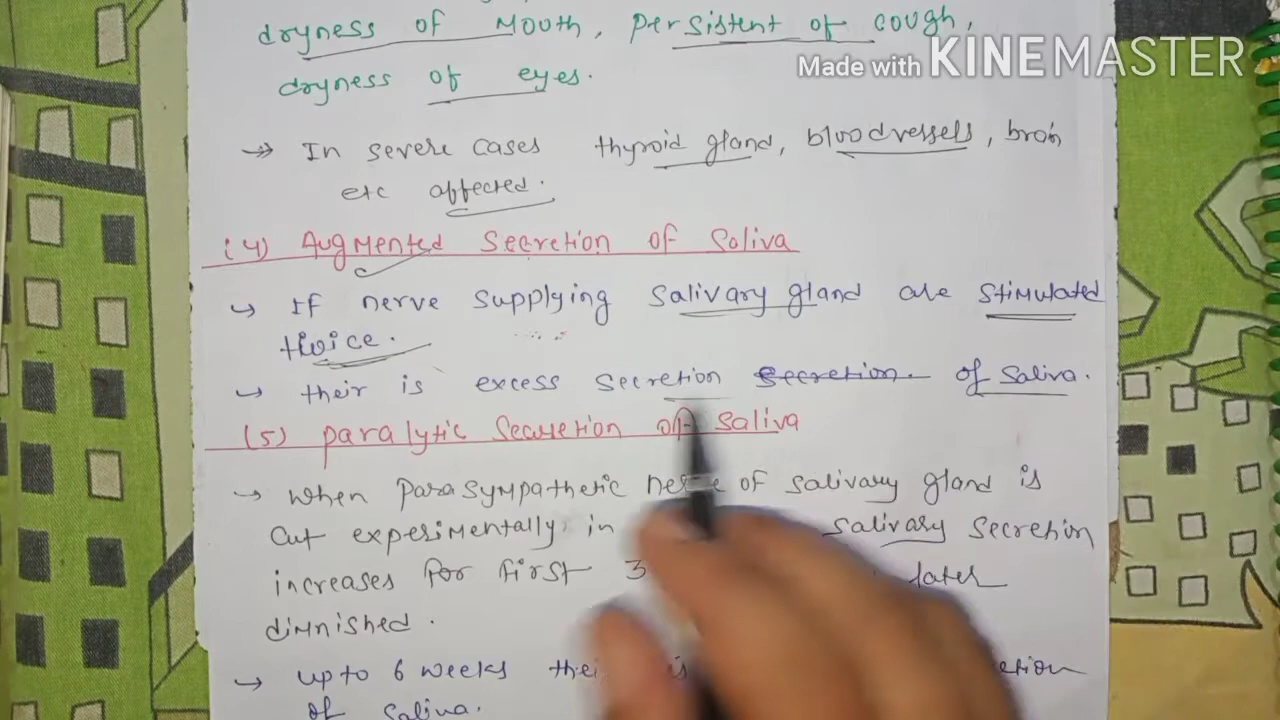 dryness of Mouth, persistent of cough,
Made with KINEMASTER
dryness of eyes.
In severe cases thyroid gland, bloodvessels, brain
etc affected.
(4) Augmented Secretion of Saliva
If nerve supplying salivary gland are stimulated
twice.
their is excess secretion secretion of saliva.
(5) paralytic Secretion of saliva
when parasympathetic of salivary gland is
cut experimentally in salivary secretion
increases for first 3 later
diminished.
up to 6 weeks
of saliva.